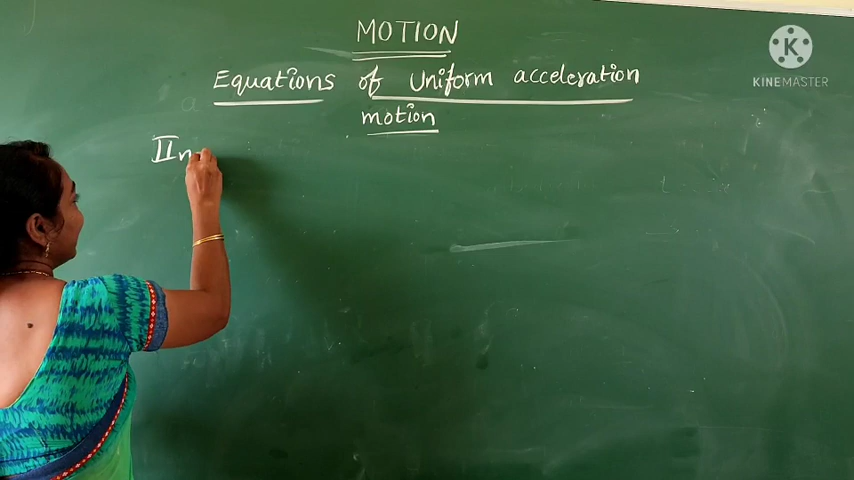 MOTION
Equations of Uniform acceleration
motion
IIn
K
KINEMASTER